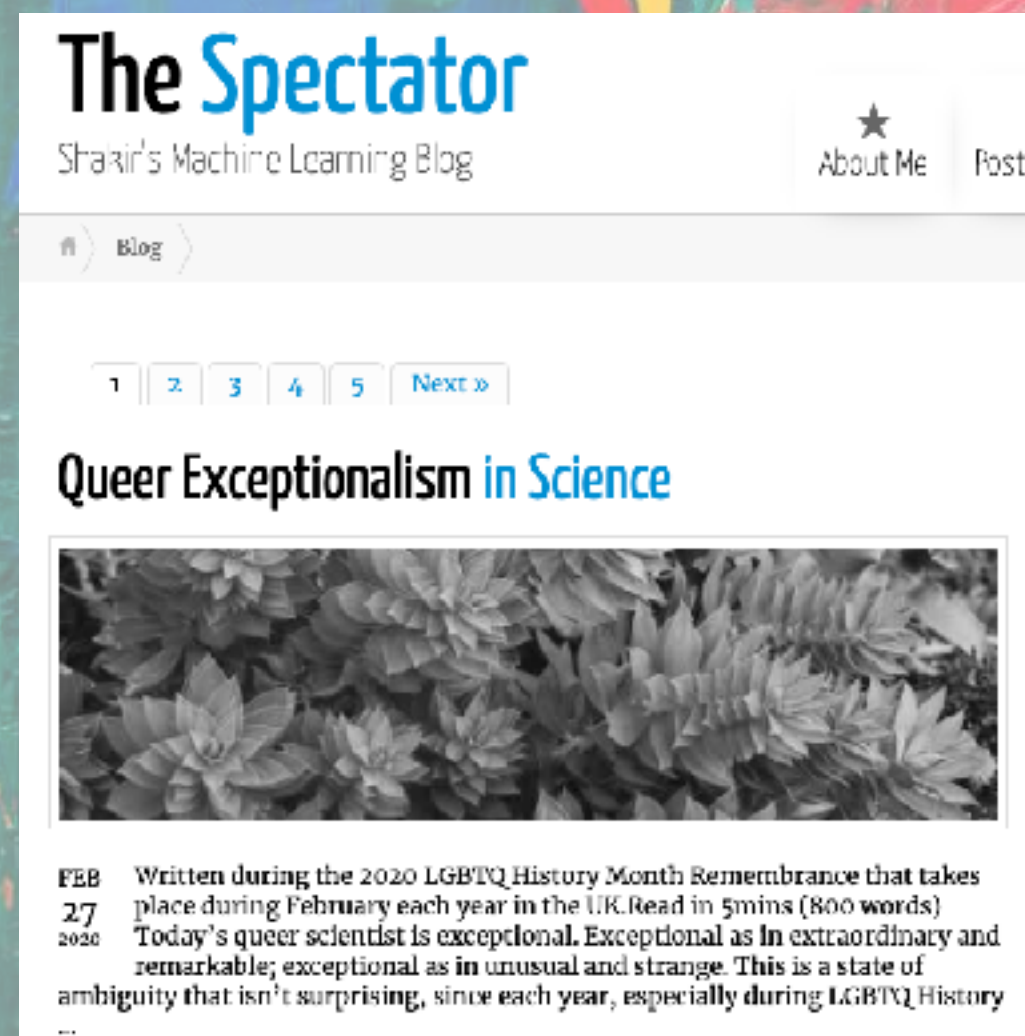 The Spectator
Shakir's Machine Learning Blog
About Me
Post
Blog
1 2 3 4 5 Next »
Queer Exceptionalism in Science
FEB
27
2020
Written during the 2020 LGBTQ History Month Remembrance that takes
place during February each year in the UK.Read in 5mins (800 words)
Today's queer scientist is exceptional. Exceptional as in extraordinary and
remarkable; exceptional as in unusual and strange. This is a state of
ambiguity that isn't surprising, since each year, especially during LGBTQ History
...